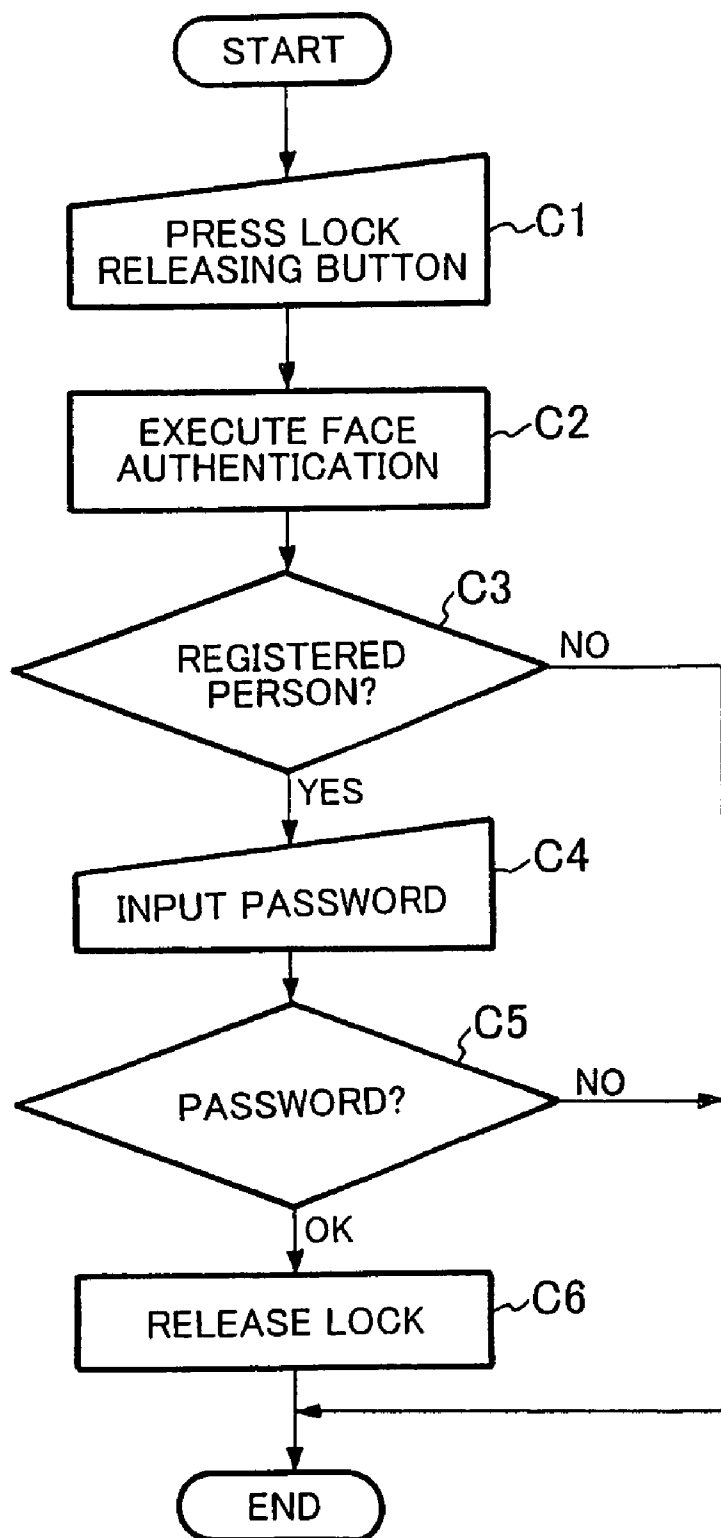 START
PRESS LOCK
RELEASING BUTTON
C1
EXECUTE FACE
AUTHENTICATION
C2
C3
REGISTERED
PERSON?
NO
YES
INPUT PASSWORD
C4
C5
PASSWORD?
NO
OK
RELEASE LOCK
C6
END